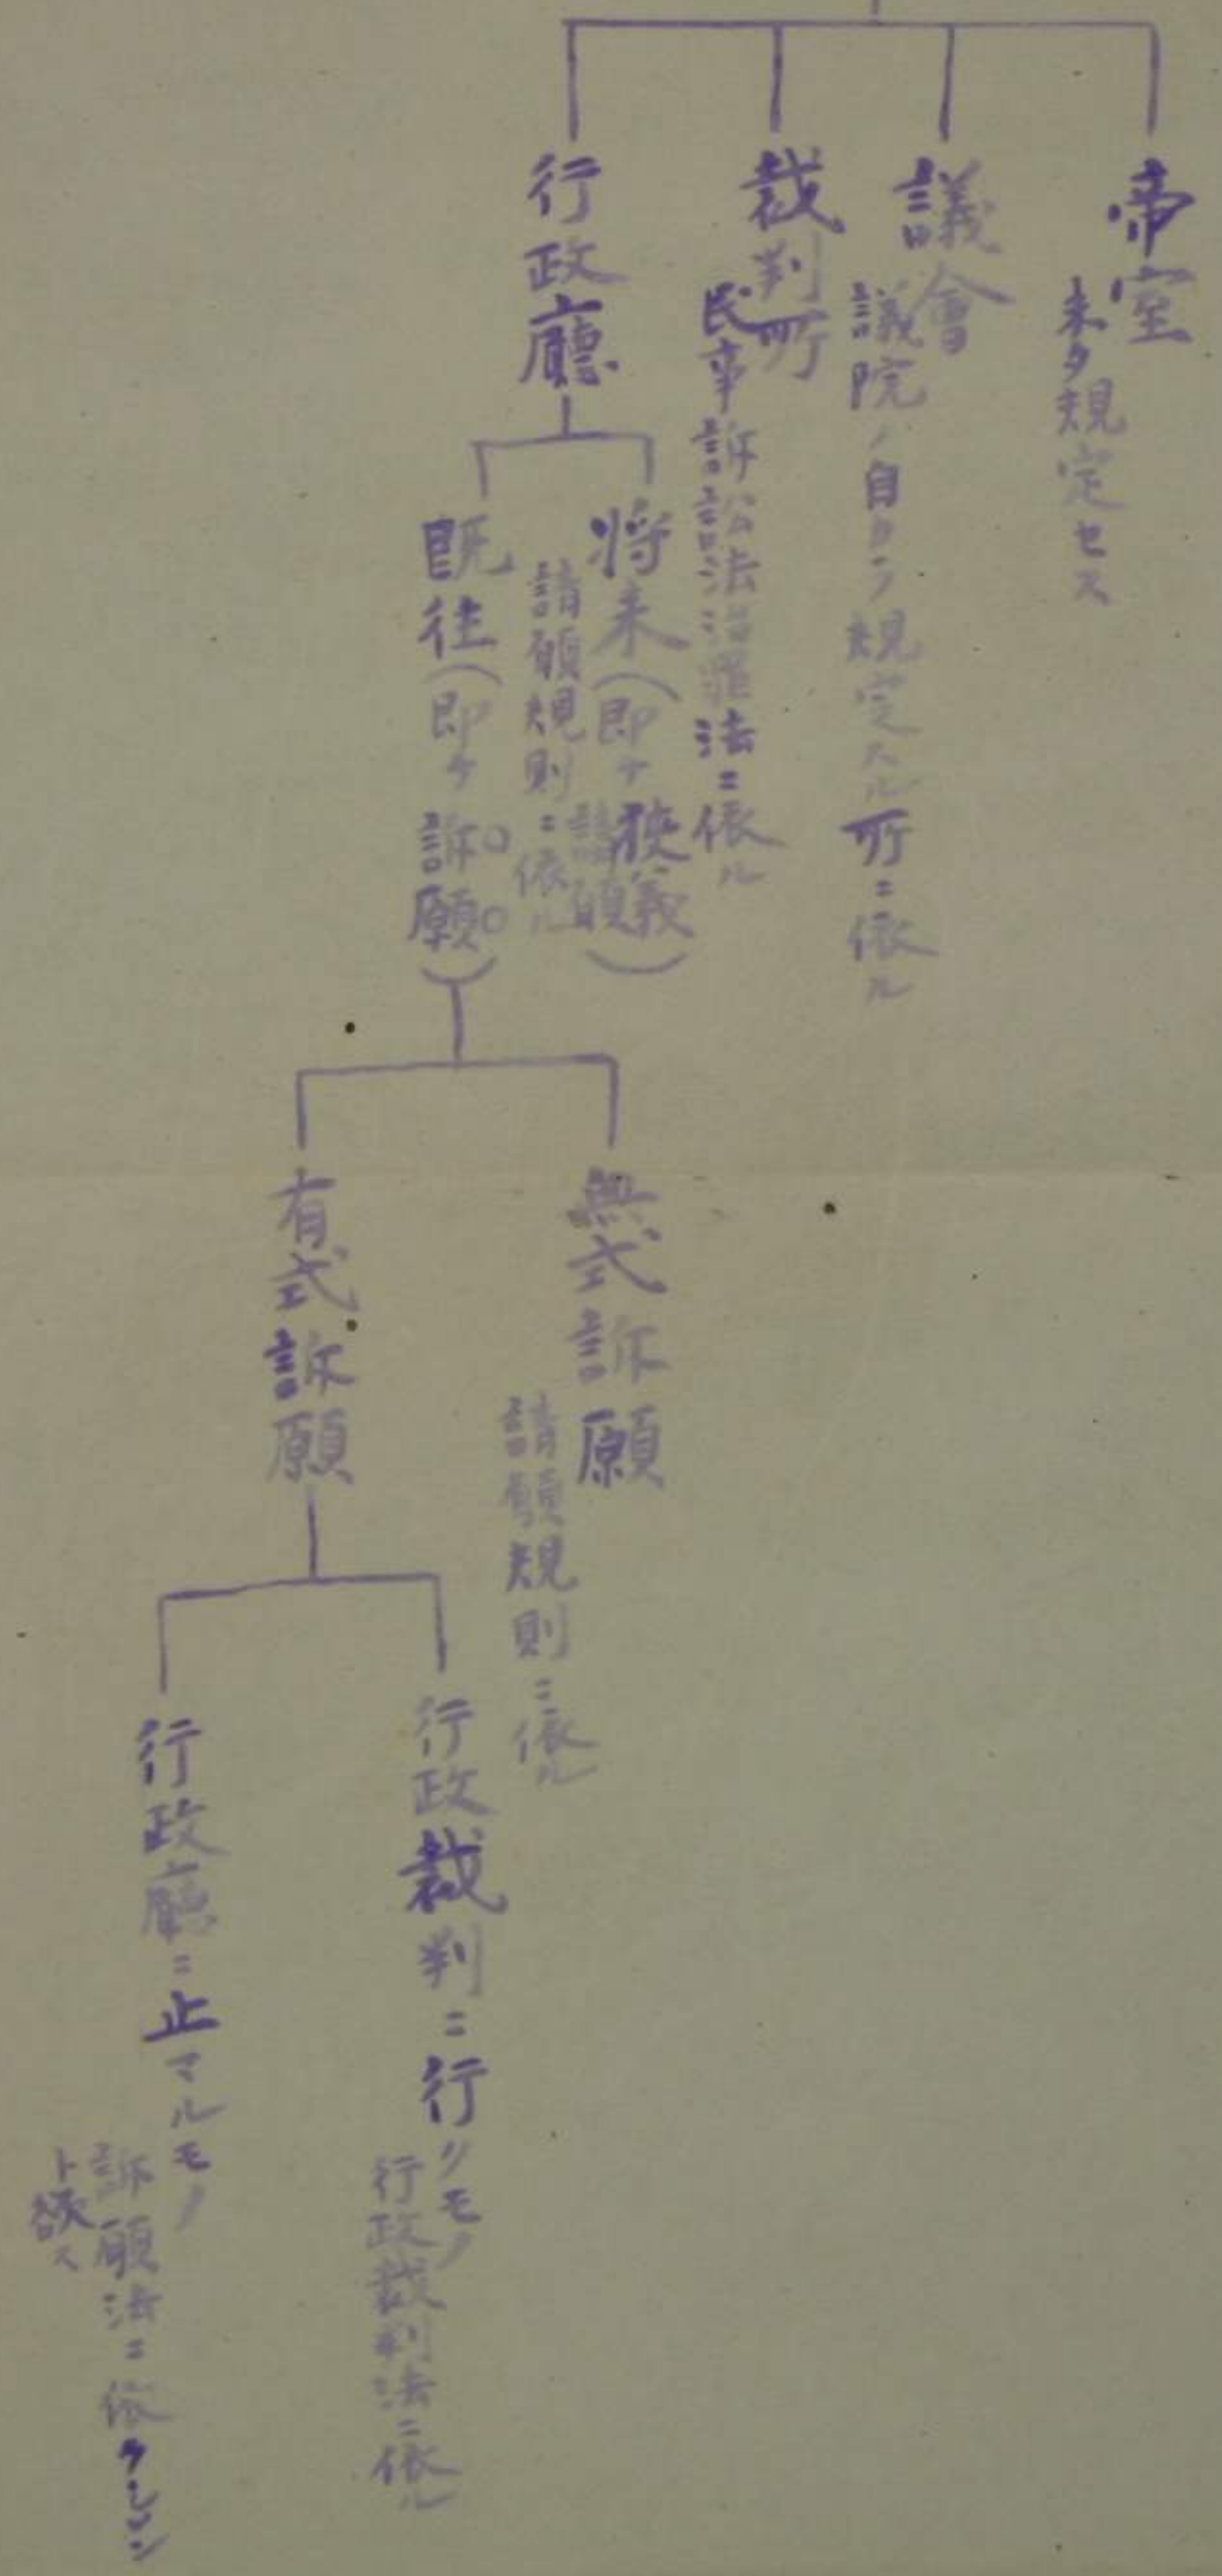 帝室
未タ規定セス
議會
議院ノ自カラ規定スル所ニ依ル
裁判所
民事訴訟法治罪法ニ依ル
行政廳
将来(即チ狭義請願)
請願規則ニ依ル
既往(即チ訴願)
無式訴願
請願規則ニ依ル
有式訴願
行政裁判ニ行クモノ
行政裁判法ニ依ル
行政廳ニ止マルモノ
訴願法ニ依ラシメン
ト欲ス